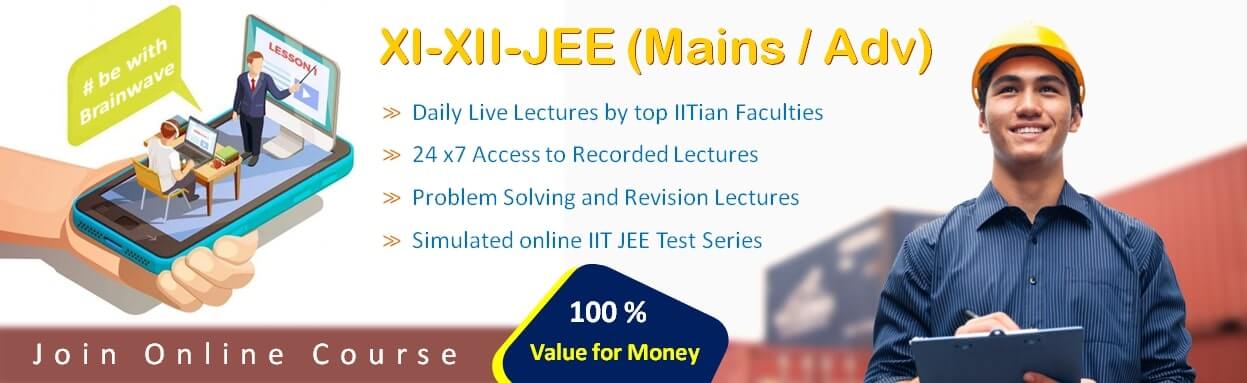 # be with
Brainwave
LESSON 1
XI-XII-JEE (Mains / Adv)
Daily Live Lectures by top IITian Faculties
24 x7 Access to Recorded Lectures
Problem Solving and Revision Lectures
Simulated online IIT JEE Test Series
100 %
Value for Money
Join Online Course